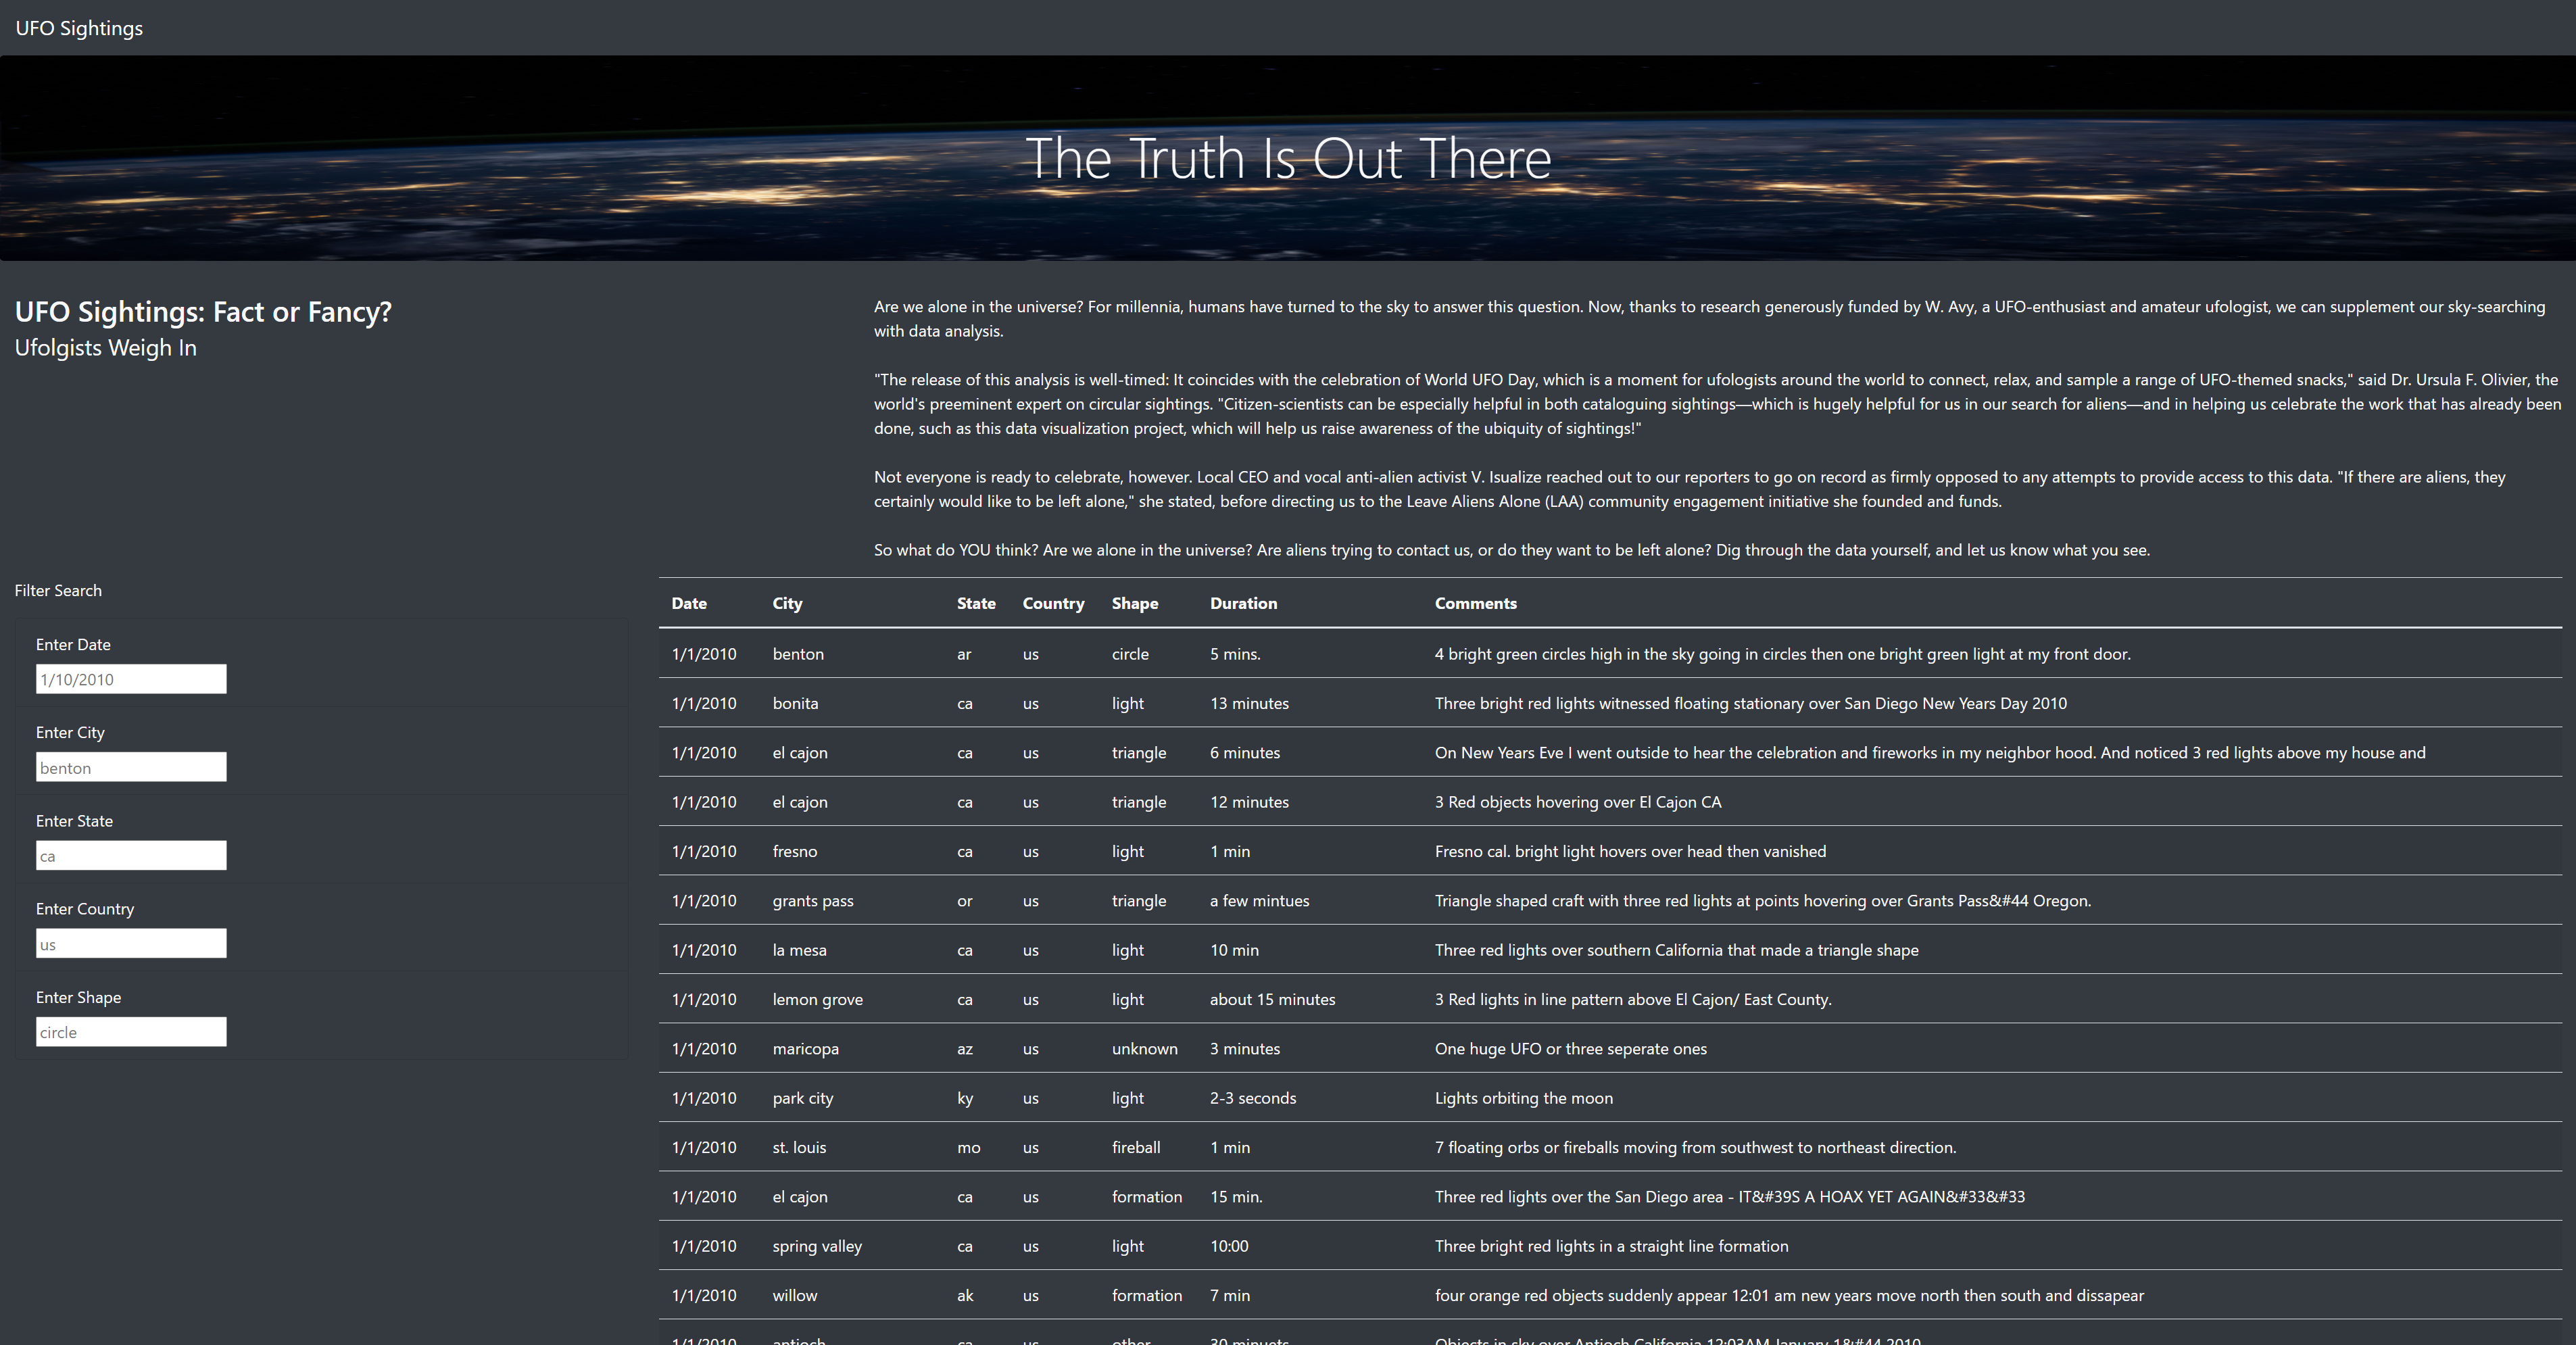 UFO Sightings
The Truth Is Out There
UFO Sightings: Fact or Fancy?
Ufolgists Weigh In
Are we alone in the universe? For millennia, humans have turned to the sky to answer this question. Now, thanks to research generously funded by W. Avy, a UFO-enthusiast and amateur ufologist, we can supplement our sky-searching
with data analysis.
"The release of this analysis is well-timed: It coincides with the celebration of World UFO Day, which is a moment for ufologists around the world to connect, relax, and sample a range of UFO-themed snacks," said Dr. Ursula F. Olivier, the
world's preeminent expert on circular sightings. "Citizen-scientists can be especially helpful in both cataloguing sightings—which is hugely helpful for us in our search for aliens—and in helping us celebrate the work that has already been
done, such as this data visualization project, which will help us raise awareness of the ubiquity of sightings!"
Not everyone is ready to celebrate, however. Local CEO and vocal anti-alien activist V. Isualize reached out to our reporters to go on record as firmly opposed to any attempts to provide access to this data. "If there are aliens, they
certainly would like to be left alone," she stated, before directing us to the Leave Aliens Alone (LAA) community engagement initiative she founded and funds.
So what do YOU think? Are we alone in the universe? Are aliens trying to contact us, or do they want to be left alone? Dig through the data yourself, and let us know what you see.
Filter Search
Enter Date
1/10/2010
Enter City
benton
Enter State
ca
Enter Country
us
Enter Shape
circle
Date City State Country Shape Duration Comments
1/1/2010 benton ar us circle 5 mins. 4 bright green circles high in the sky going in circles then one bright green light at my front door.
1/1/2010 bonita ca us light 13 minutes Three bright red lights witnessed floating stationary over San Diego New Years Day 2010
1/1/2010 el cajon ca us triangle 6 minutes On New Years Eve I went outside to hear the celebration and fireworks in my neighbor hood. And noticed 3 red lights above my house and
1/1/2010 el cajon ca us triangle 12 minutes 3 Red objects hovering over El Cajon CA
1/1/2010 fresno ca us light 1 min Fresno cal. bright light hovers over head then vanished
1/1/2010 grants pass or us triangle a few mintues Triangle shaped craft with three red lights at points hovering over Grants Pass&#44 Oregon.
1/1/2010 la mesa ca us light 10 min Three red lights over southern California that made a triangle shape
1/1/2010 lemon grove ca us light about 15 minutes 3 Red lights in line pattern above El Cajon/ East County.
1/1/2010 maricopa az us unknown 3 minutes One huge UFO or three seperate ones
1/1/2010 park city ky us light 2-3 seconds Lights orbiting the moon
1/1/2010 st. louis mo us fireball 1 min 7 floating orbs or fireballs moving from southwest to northeast direction.
1/1/2010 el cajon ca us formation 15 min. Three red lights over the San Diego area - IT&#39S A HOAX YET AGAIN&#33&#33
1/1/2010 spring valley ca us light 10:00 Three bright red lights in a straight line formation
1/1/2010 willow ak us formation 7 min four orange red objects suddenly appear 12:01 am new years move north then south and dissapear
1/1/2010 antioch ca us other 30 minuets Objects in sky over Antioch California 12:03AM January 1&#44 2010